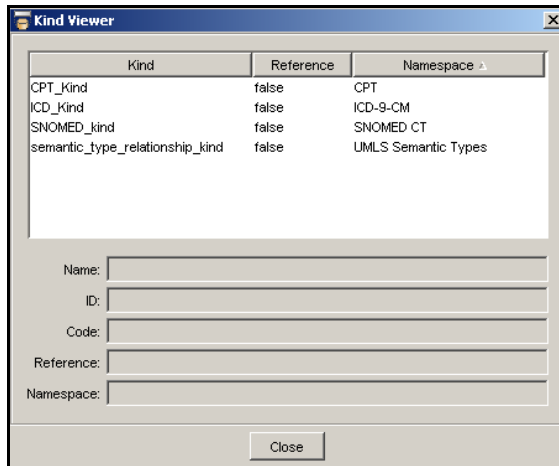 Kind Viewer
Kind Reference Namespace
CPT_Kind false CPT
ICD_Kind false ICD-9-CM
SNOMED_kind false SNOMED CT
semantic_type_relationship_kind false UMLS Semantic Types
Name:
ID:
Code:
Reference:
Namespace:
Close